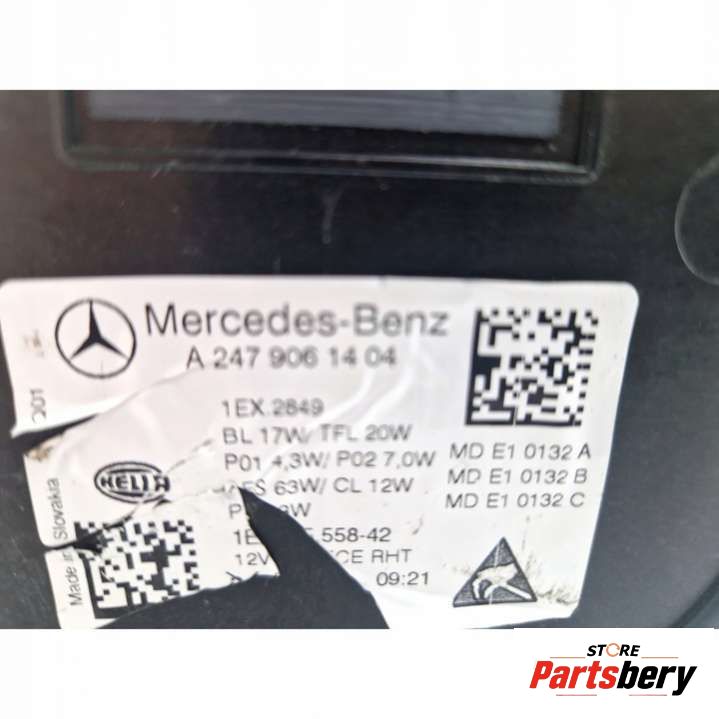 Mercedes-Benz
A 247 906 14 04
1EX.2849
BL 17W/ TFL 20W
P01 4,3W/ P02 7,0W
63W/ CL 12W
MD E1 0132 A
MD E1 0132 B
MD E1 0132 C
HELLA
558-42
RHT
09:21
Made in Slovakia
STORE
Partsbery